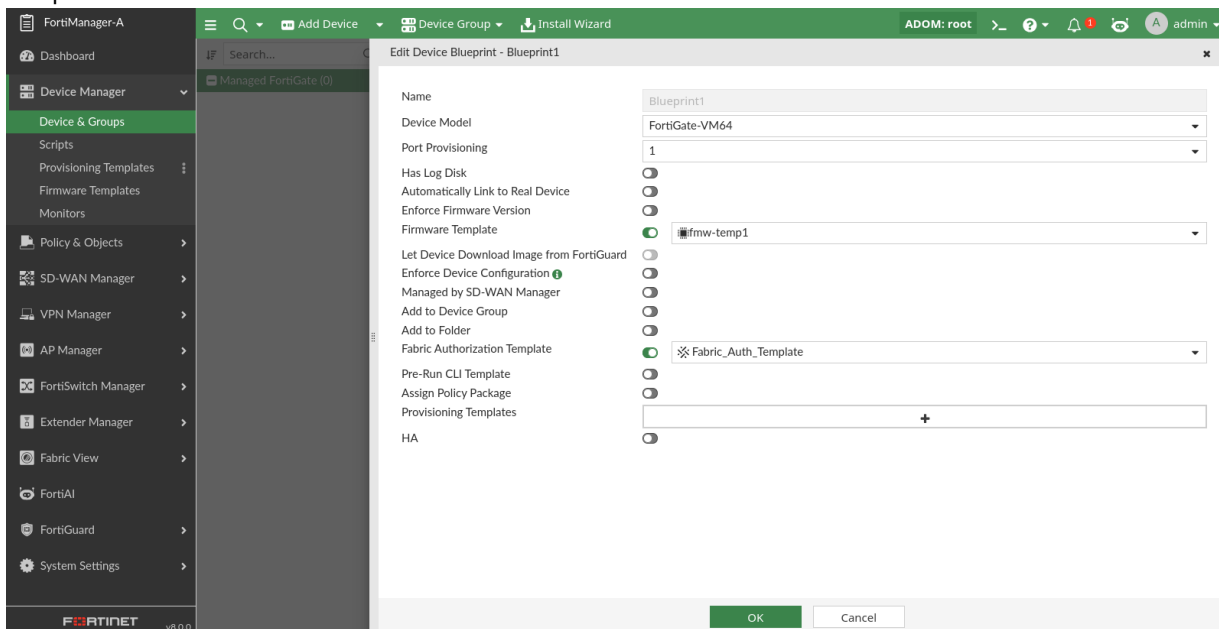 FortiManager-A
Add Device
Device Group
Install Wizard
ADOM: root
1
A
admin
Dashboard
Search...
Edit Device Blueprint - Blueprint1
Device Manager
Managed FortiGate (0)
Device & Groups
Scripts
Provisioning Templates
Firmware Templates
Monitors
Policy & Objects
SD-WAN Manager
VPN Manager
AP Manager
FortiSwitch Manager
Extender Manager
Fabric View
FortiAI
FortiGuard
System Settings
FORTINET
v8.0.0
Name
Blueprint1
Device Model
FortiGate-VM64
Port Provisioning
1
Has Log Disk
Automatically Link to Real Device
Enforce Firmware Version
Firmware Template
fmw-temp1
Let Device Download Image from FortiGuard
Enforce Device Configuration
Managed by SD-WAN Manager
Add to Device Group
Add to Folder
Fabric Authorization Template
Fabric_Auth_Template
Pre-Run CLI Template
Assign Policy Package
Provisioning Templates
+
HA
OK
Cancel